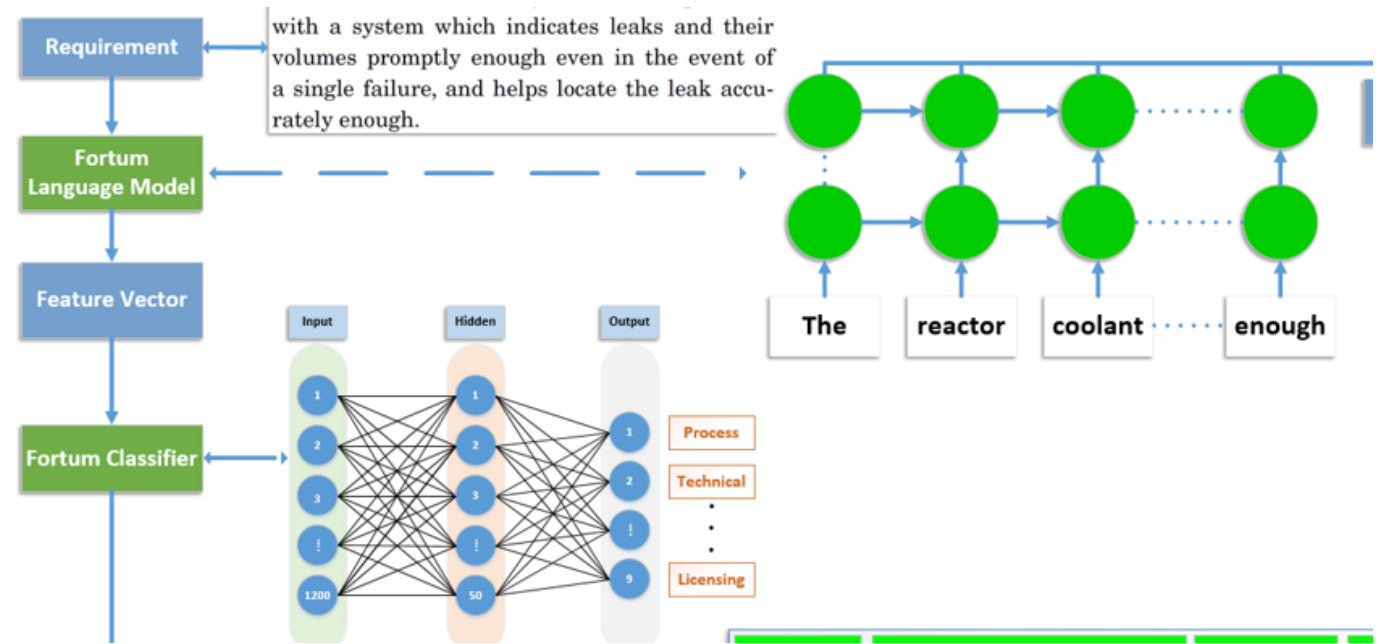 Requirement
with a system which indicates leaks and their
volumes promptly enough even in the event of
a single failure, and helps locate the leak accu-
rately enough.
Fortum
Language Model
Feature Vector
Fortum Classifier
The
reactor
coolant
enough
Input
Hidden
Output
1
2
3
!
1200
1
2
3
!
50
1
2
!
9
Process
Technical
Licensing